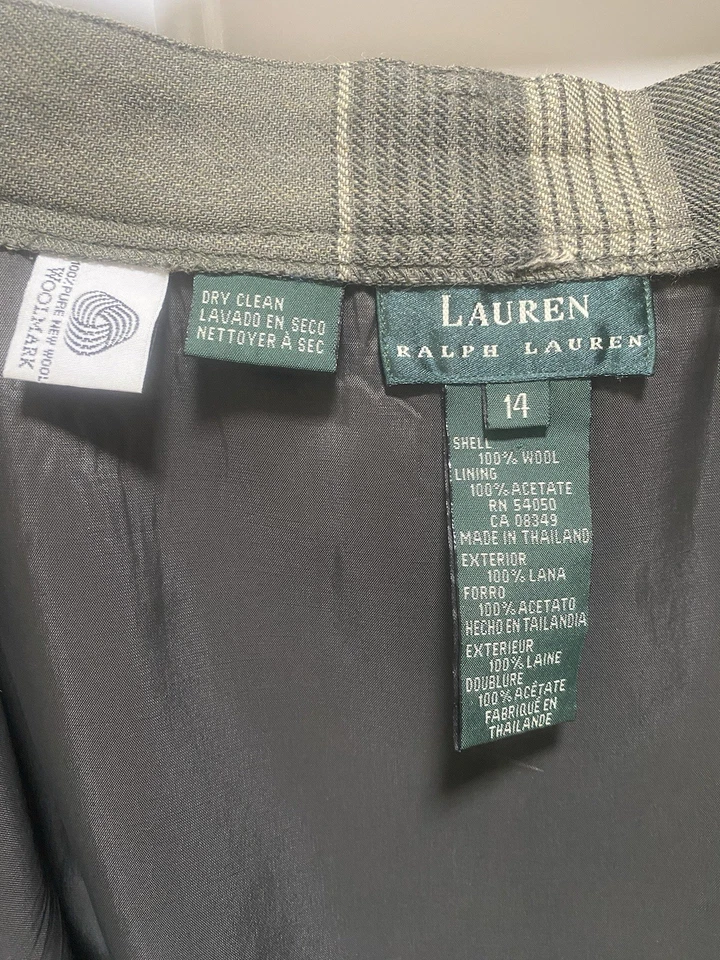 100% PURE NEW WOOL
WOOLMARK
DRY CLEAN
LAVADO EN SECO
NETTOYER À SEC
LAUREN
RALPH LAUREN
14
SHELL
100% WOOL
LINING
100% ACETATE
RN 54050
CA 08349
MADE IN THAILAND
EXTERIOR
100% LANA
FORRO
100% ACETATO
HECHO EN TAILANDIA
EXTERIEUR
100% LAINE
DOUBLURE
100% ACÉTATE
FABRIQUÉ EN
THAILANDE